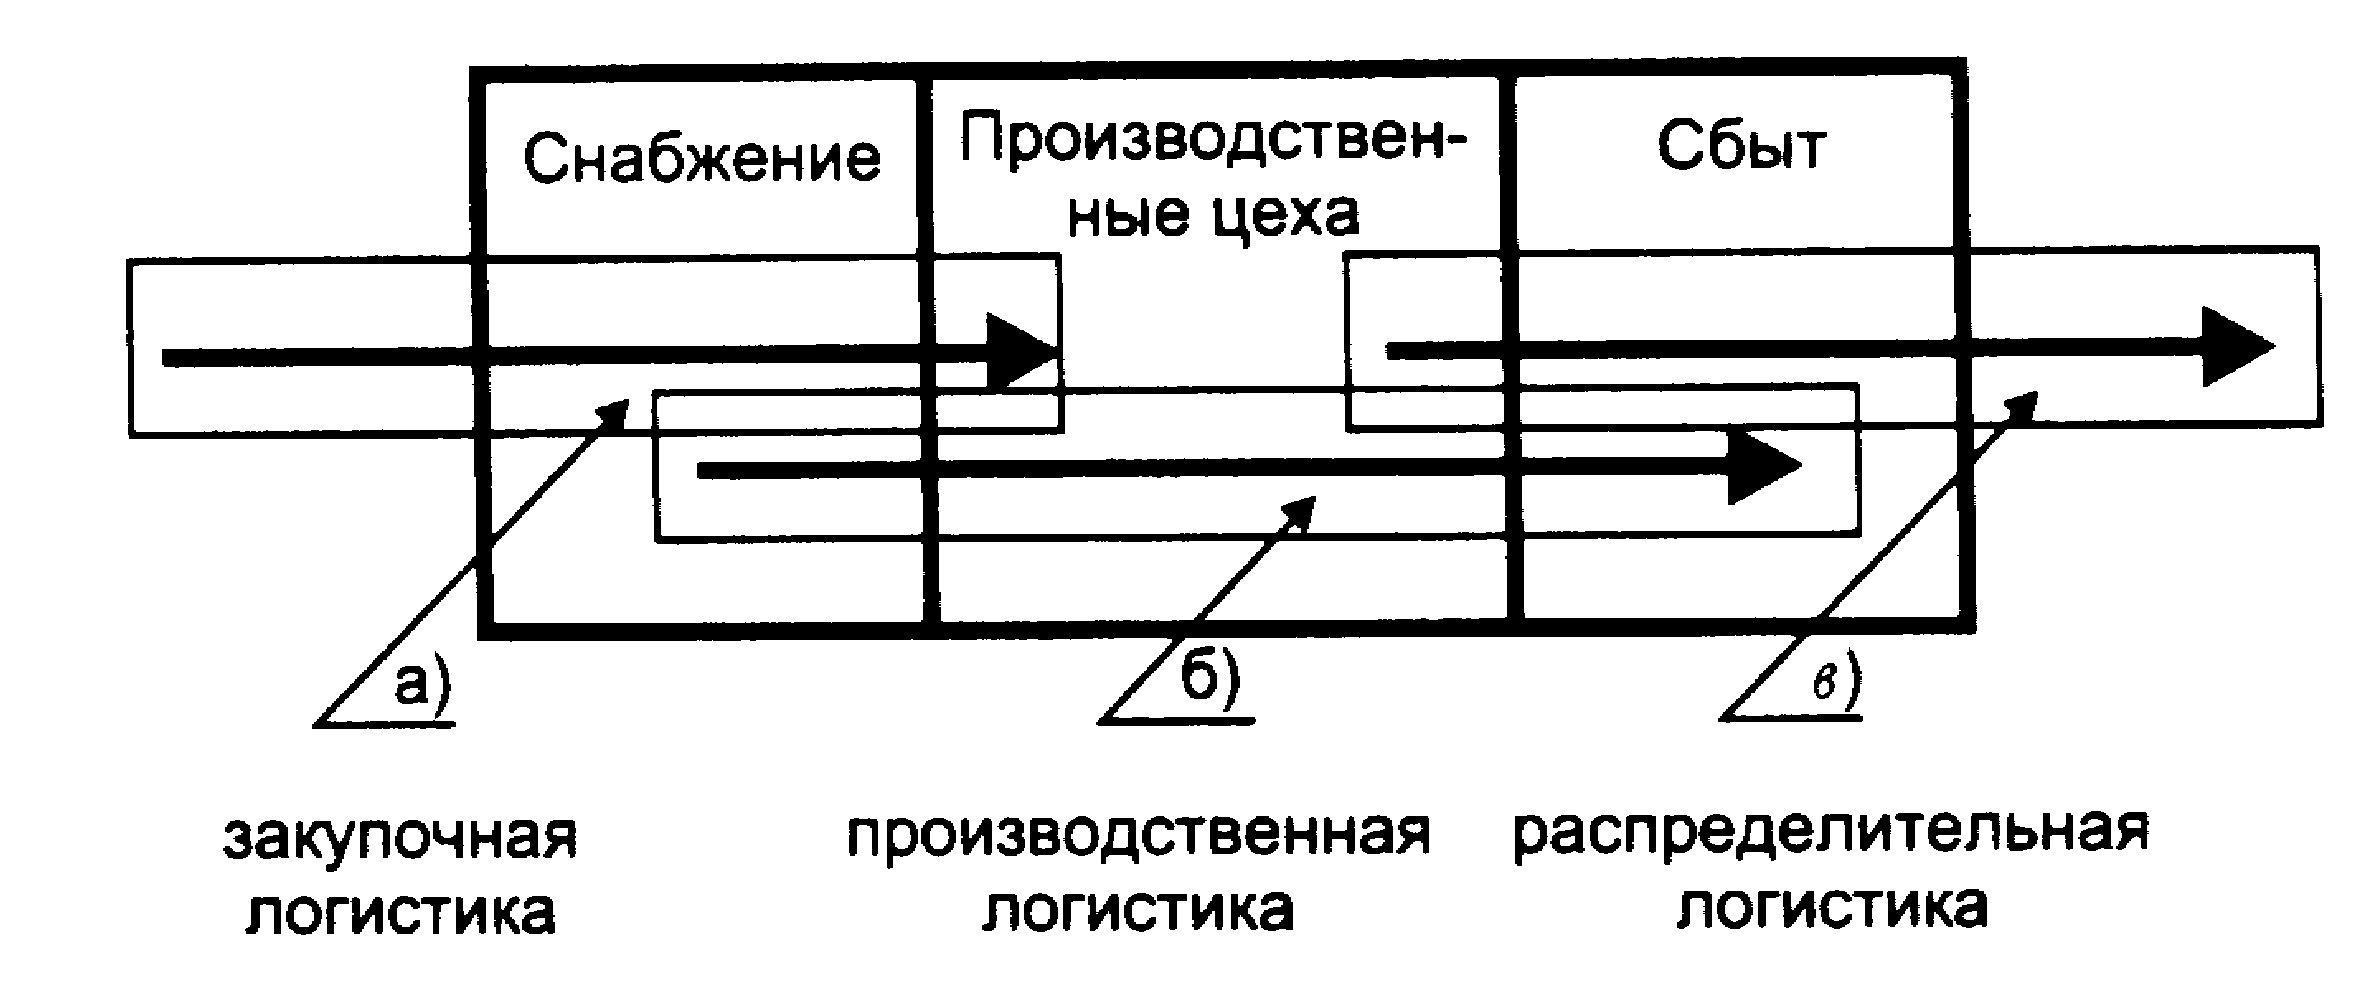 Снабжение
Производствен-
ные цеха
Сбыт
а)
б)
в)
закупочная
логистика
производственная
логистика
распределительная
логистика